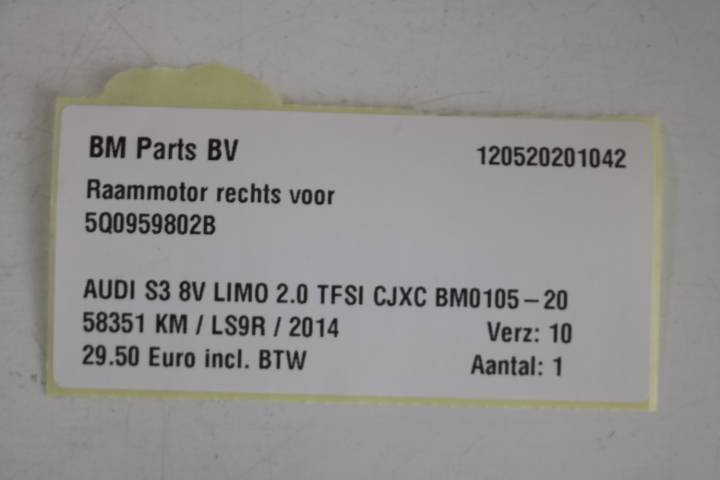 BM Parts BV 120520201042
Raammotor rechts voor
5Q0959802B
AUDI S3 8V LIMO 2.0 TFSI CJXC BM0105-20
58351 KM / LS9R / 2014 Verz: 10
29.50 Euro incl. BTW Aantal: 1